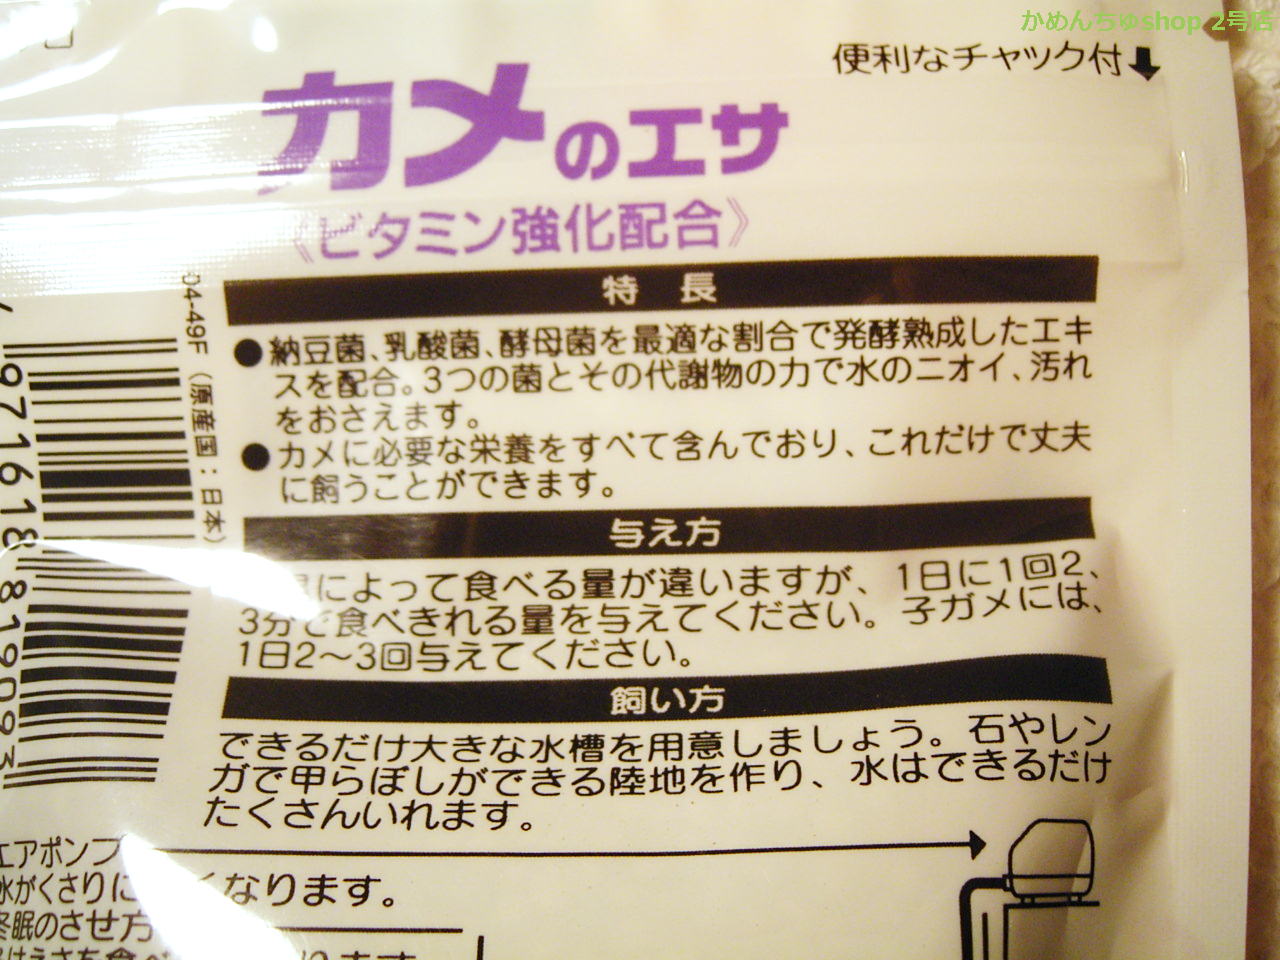 かめんちゅshop 2号店
便利なチャック付
カメのエサ
《ビタミン強化配合》
04-49F（原産国：日本）
特 長
●納豆菌、乳酸菌、酵母菌を最適な割合で発酵熟成したエキ
スを配合。3つの菌とその代謝物の力で水のニオイ、汚れ
をおさえます。
●カメに必要な栄養をすべて含んでおり、これだけで丈夫
に飼うことができます。
与え方
によって食べる量が違いますが、1日に1回2、
3分で食べきれる量を与えてください。子ガメには、
1日2〜3回与えてください。
飼い方
できるだけ大きな水槽を用意しましょう。石やレン
ガで甲らぼしができる陸地を作り、水はできるだけ
たくさんいれます。
エアポンプ
水がくさりに くなります。
冬眠のさせ方
971618 819093